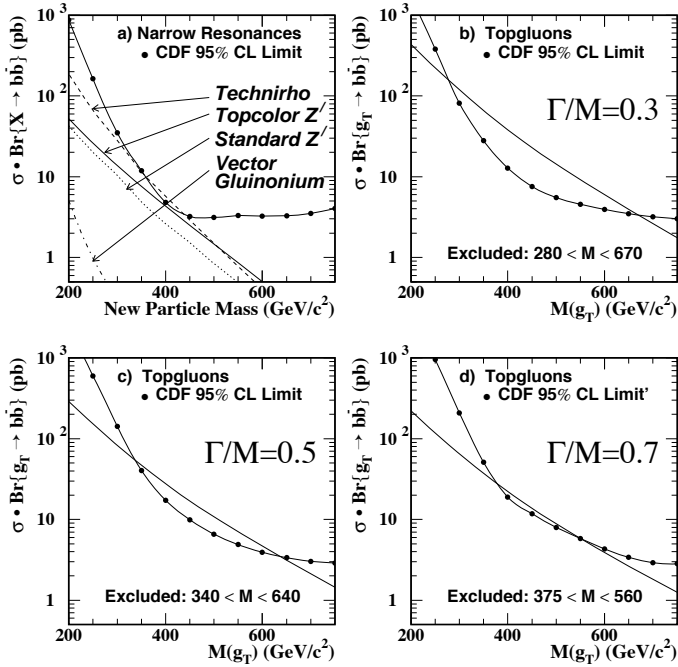 a) Narrow Resonances
• CDF 95% CL Limit
Technirho
Topcolor Z′
Standard Z′
Vector
Gluinonium
σ • Br{X → bb̄} (pb)
10³
10²
10
1
200
400
600
New Particle Mass (GeV/c²)
b) Topgluons
• CDF 95% CL Limit
Γ/M=0.3
Excluded: 280 < M < 670
σ • Br{g_T → bb̄} (pb)
10³
10²
10
1
200
400
600
M(g_T) (GeV/c²)
c) Topgluons
• CDF 95% CL Limit
Γ/M=0.5
Excluded: 340 < M < 640
σ • Br{g_T → bb̄} (pb)
10³
10²
10
1
200
400
600
M(g_T) (GeV/c²)
d) Topgluons
• CDF 95% CL Limit'
Γ/M=0.7
Excluded: 375 < M < 560
σ • Br{g_T → bb̄} (pb)
10³
10²
10
1
200
400
600
M(g_T) (GeV/c²)